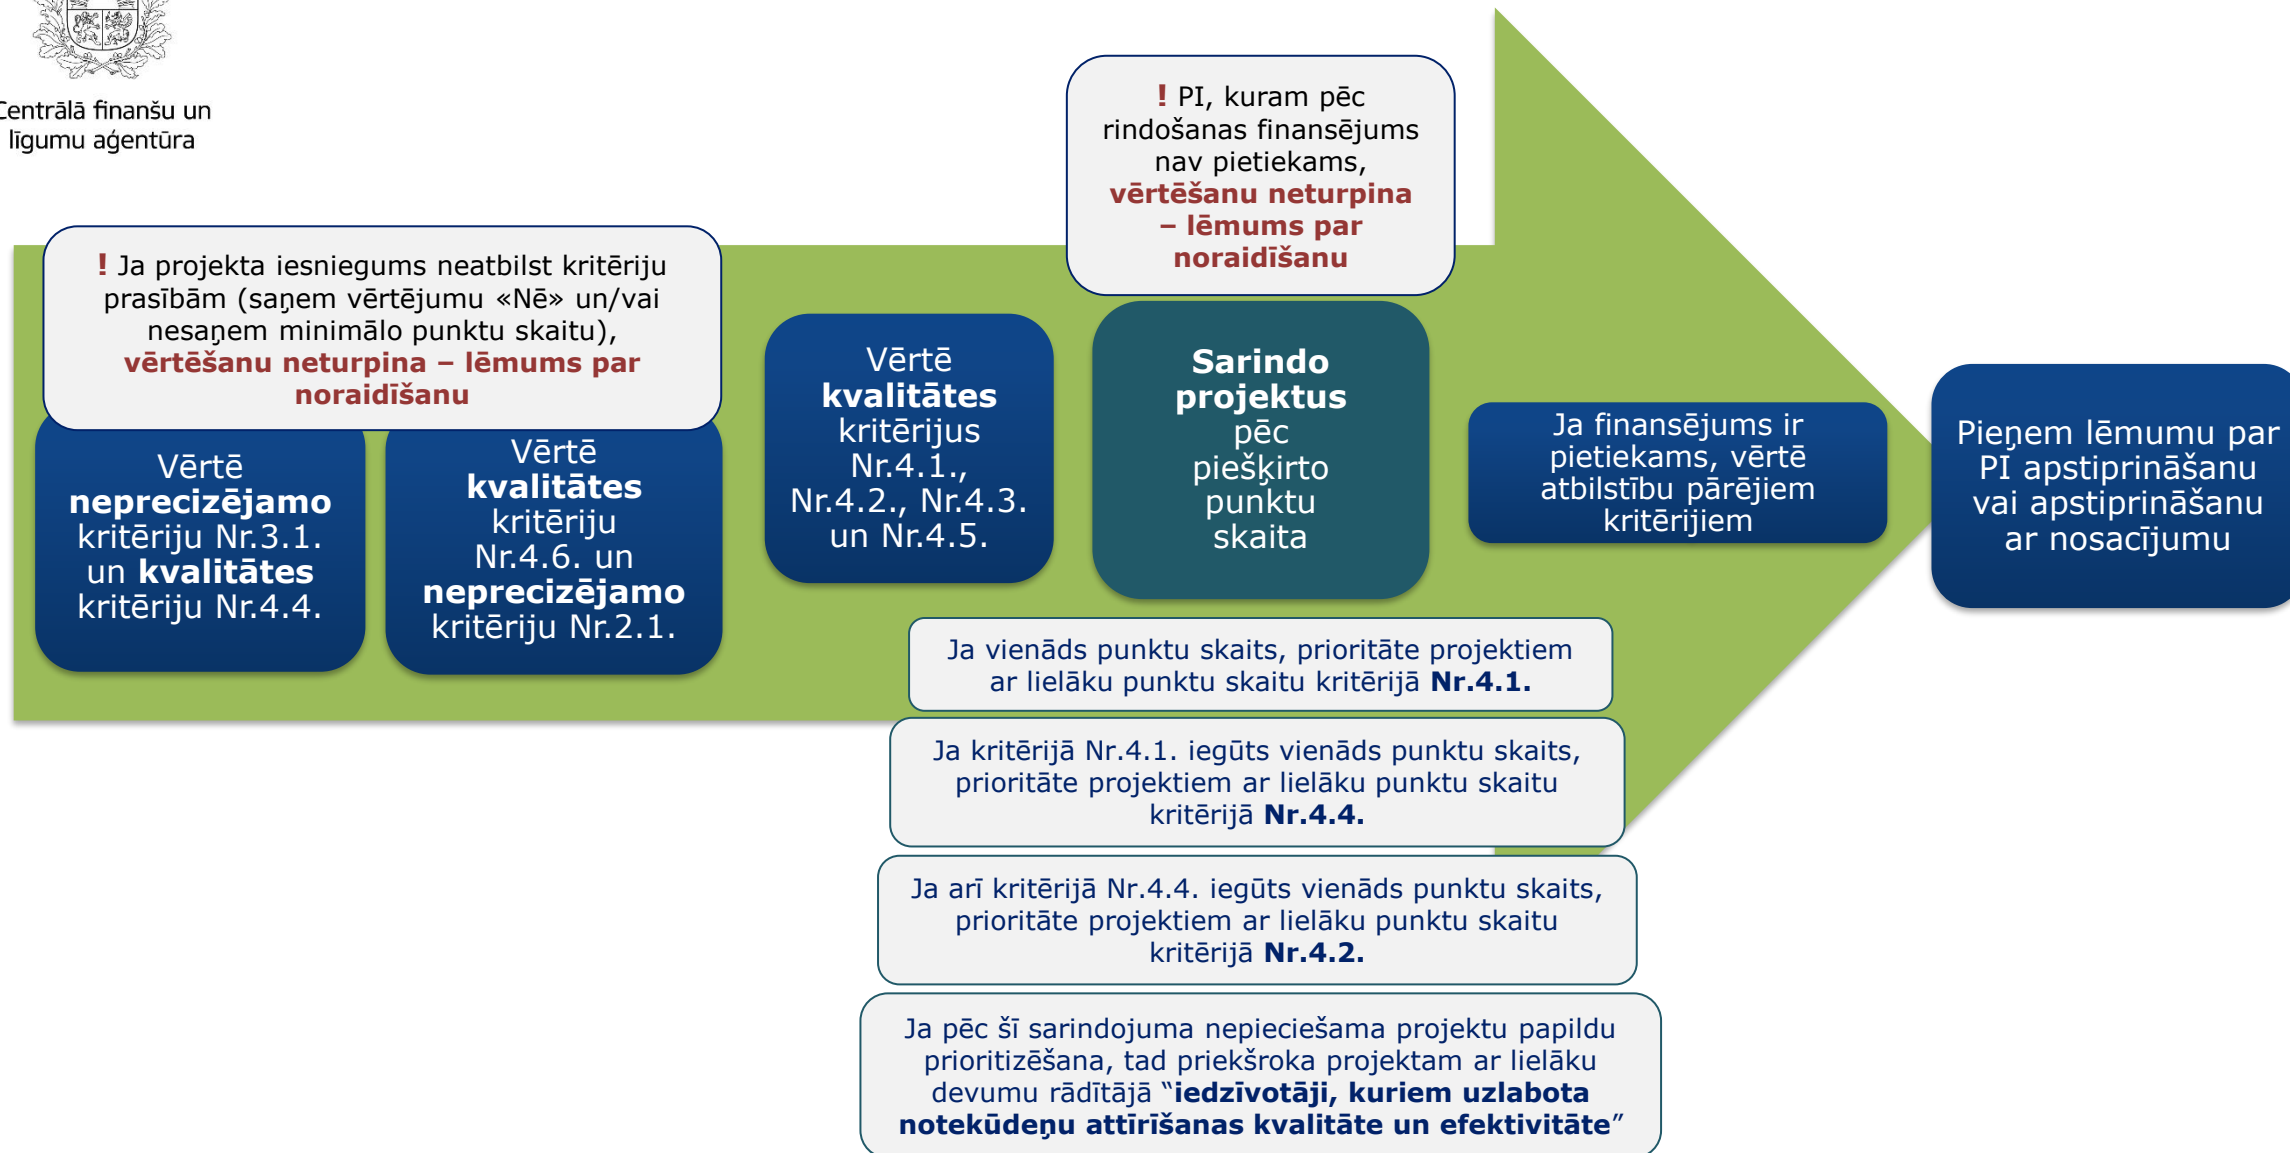 Centrālā finanšu un
līgumu aģentūra
! PI, kuram pēc
rindošanas finansējums
nav pietiekams,
vērtēšanu neturpina
– lēmums par
noraidīšanu
! Ja projekta iesniegums neatbilst kritēriju
prasībām (saņem vērtējumu «Nē» un/vai
nesaņem minimālo punktu skaitu),
vērtēšanu neturpina – lēmums par
noraidīšanu
Vērtē
neprecizējamo
kritēriju Nr.3.1.
un kvalitātes
kritēriju Nr.4.4.
Vērtē
kvalitātes
kritēriju
Nr.4.6. un
neprecizējamo
kritēriju Nr.2.1.
Vērtē
kvalitātes
kritērijus
Nr.4.1.,
Nr.4.2., Nr.4.3.
un Nr.4.5.
Sarindo
projektus
pēc
piešķirto
punktu
skaita
Ja finansējums ir
pietiekams, vērtē
atbilstību pārējiem
kritērijiem
Pieņem lēmumu par
PI apstiprināšanu
vai apstiprināšanu
ar nosacījumu
Ja vienāds punktu skaits, prioritāte projektiem
ar lielāku punktu skaitu kritērijā Nr.4.1.
Ja kritērijā Nr.4.1. iegūts vienāds punktu skaits,
prioritāte projektiem ar lielāku punktu skaitu
kritērijā Nr.4.4.
Ja arī kritērijā Nr.4.4. iegūts vienāds punktu skaits,
prioritāte projektiem ar lielāku punktu skaitu
kritērijā Nr.4.2.
Ja pēc šī sarindojuma nepieciešama projektu papildu
prioritizēšana, tad priekšroka projektam ar lielāku
devumu rādītājā “iedzīvotāji, kuriem uzlabota
notekūdeņu attīrīšanas kvalitāte un efektivitāte”